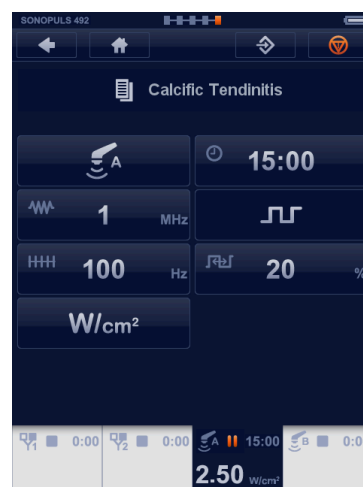 SONOPULS 492
Calcific Tendinitis
A 15:00
1 MHz
100 Hz 20 %
W/cm²
Y1 0:00 Y2 0:00 A 15:00 B 0:0
2.50 W/cm²